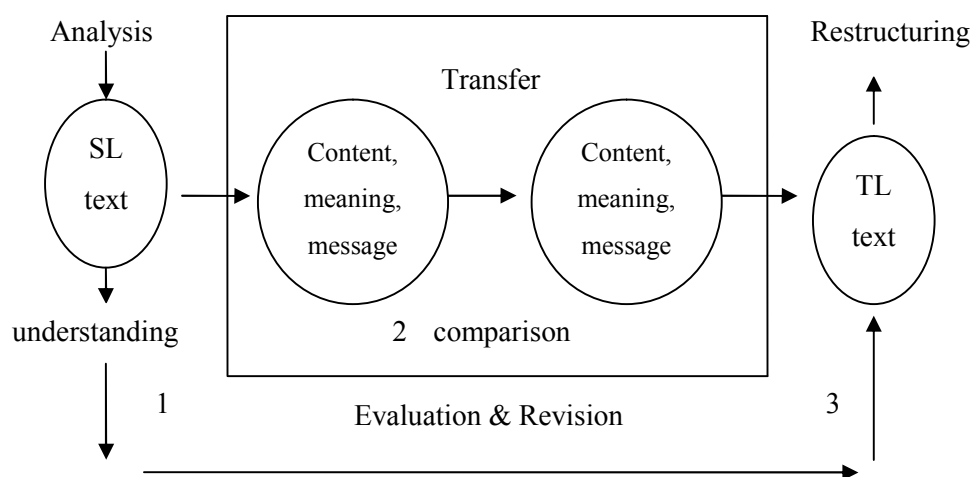 Analysis
Restructuring
Transfer
SL
text
Content,
meaning,
message
Content,
meaning,
message
TL
text
understanding
2 comparison
1
3
Evaluation & Revision